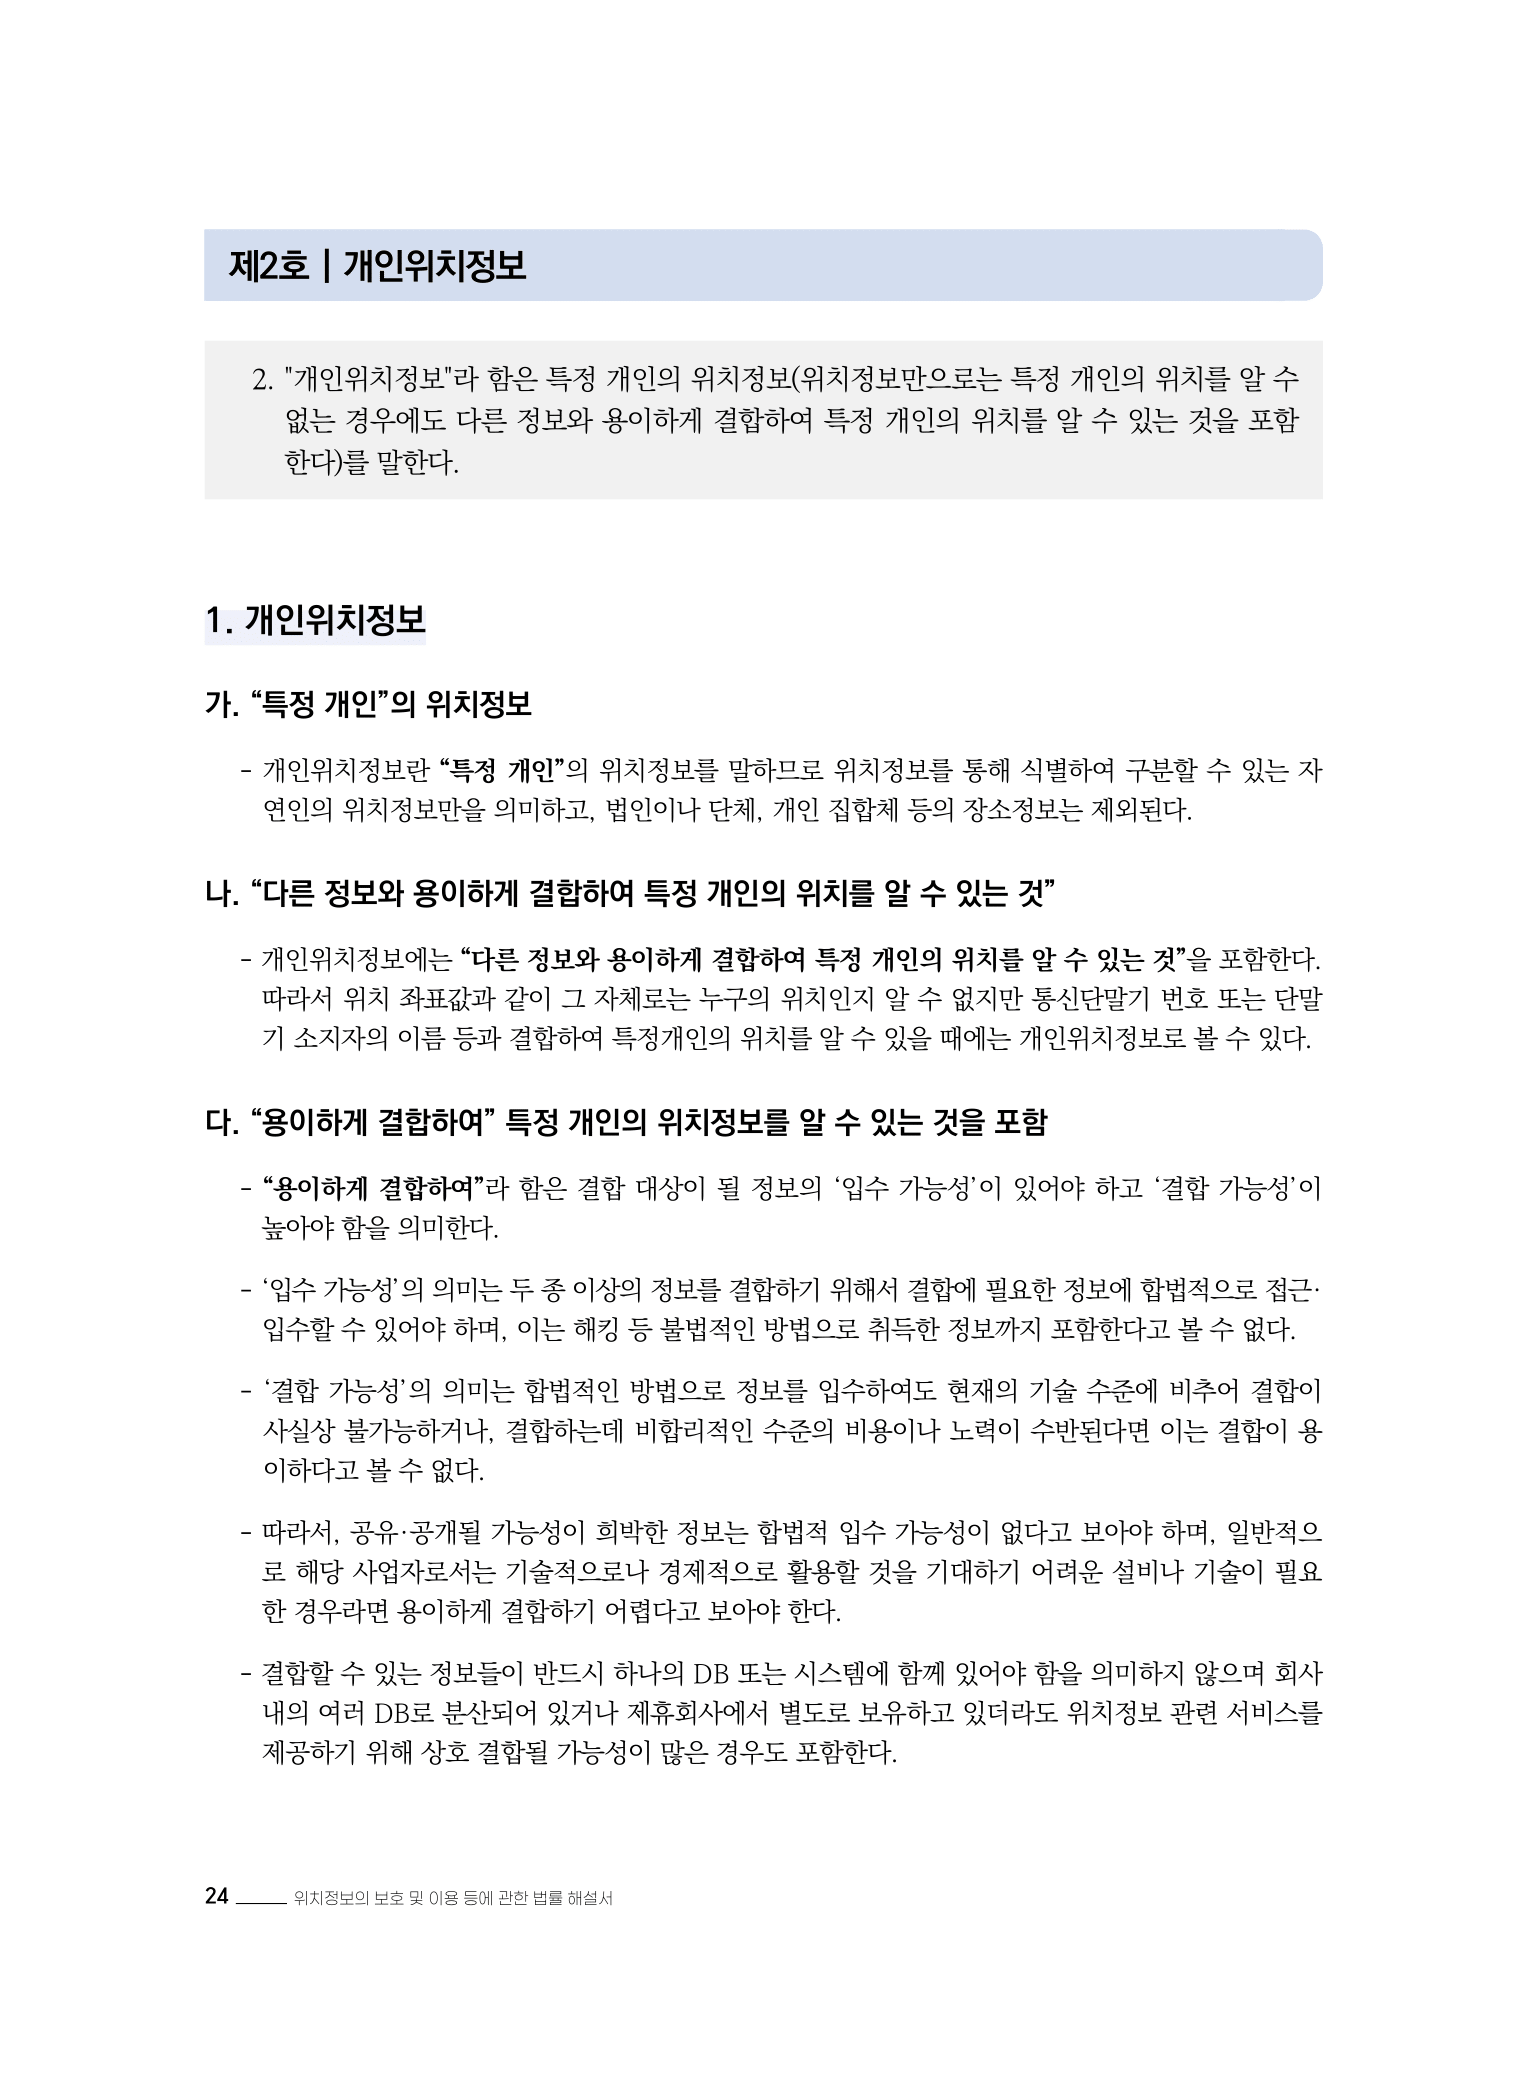 제2호 | 개인위치정보
2. "개인위치정보"라 함은 특정 개인의 위치정보(위치정보만으로는 특정 개인의 위치를 알 수
없는 경우에도 다른 정보와 용이하게 결합하여 특정 개인의 위치를 알 수 있는 것을 포함
한다)를 말한다.
1. 개인위치정보
가. “특정 개인”의 위치정보
- 개인위치정보란 “특정 개인”의 위치정보를 말하므로 위치정보를 통해 식별하여 구분할 수 있는 자
연인의 위치정보만을 의미하고, 법인이나 단체, 개인 집합체 등의 장소정보는 제외된다.
나. “다른 정보와 용이하게 결합하여 특정 개인의 위치를 알 수 있는 것”
- 개인위치정보에는 “다른 정보와 용이하게 결합하여 특정 개인의 위치를 알 수 있는 것”을 포함한다.
따라서 위치 좌표값과 같이 그 자체로는 누구의 위치인지 알 수 없지만 통신단말기 번호 또는 단말
기 소지자의 이름 등과 결합하여 특정개인의 위치를 알 수 있을 때에는 개인위치정보로 볼 수 있다.
다. “용이하게 결합하여” 특정 개인의 위치정보를 알 수 있는 것을 포함
- “용이하게 결합하여”라 함은 결합 대상이 될 정보의 ‘입수 가능성’이 있어야 하고 ‘결합 가능성’이
높아야 함을 의미한다.
- ‘입수 가능성’의 의미는 두 종 이상의 정보를 결합하기 위해서 결합에 필요한 정보에 합법적으로 접근·
입수할 수 있어야 하며, 이는 해킹 등 불법적인 방법으로 취득한 정보까지 포함한다고 볼 수 없다.
- ‘결합 가능성’의 의미는 합법적인 방법으로 정보를 입수하여도 현재의 기술 수준에 비추어 결합이
사실상 불가능하거나, 결합하는데 비합리적인 수준의 비용이나 노력이 수반된다면 이는 결합이 용
이하다고 볼 수 없다.
- 따라서, 공유·공개될 가능성이 희박한 정보는 합법적 입수 가능성이 없다고 보아야 하며, 일반적으
로 해당 사업자로서는 기술적으로나 경제적으로 활용할 것을 기대하기 어려운 설비나 기술이 필요
한 경우라면 용이하게 결합하기 어렵다고 보아야 한다.
- 결합할 수 있는 정보들이 반드시 하나의 DB 또는 시스템에 함께 있어야 함을 의미하지 않으며 회사
내의 여러 DB로 분산되어 있거나 제휴회사에서 별도로 보유하고 있더라도 위치정보 관련 서비스를
제공하기 위해 상호 결합될 가능성이 많은 경우도 포함한다.
24 위치정보의 보호 및 이용 등에 관한 법률 해설서